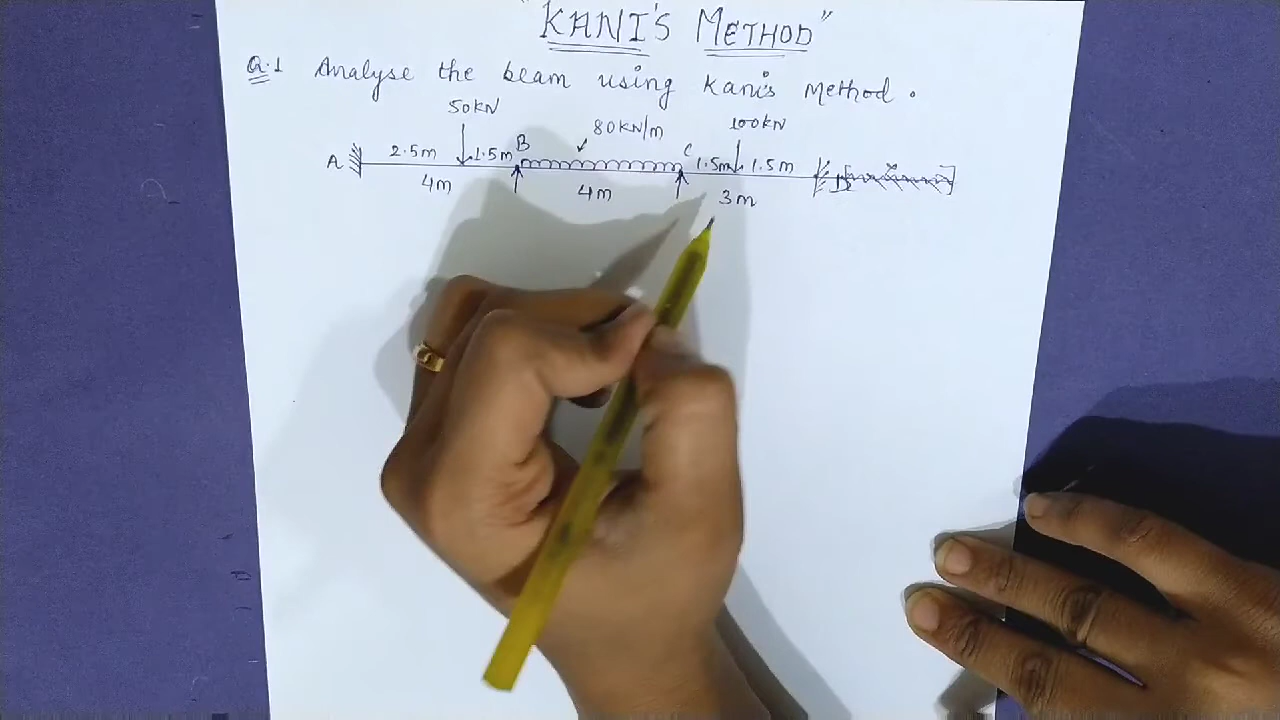 "KANI'S METHOD"
Q.1 Analyse the beam using Kani's Method.
50KN
80KN/m
100KN
A 2.5m 1.5m B C 1.5m 1.5m D
4m 4m 3m